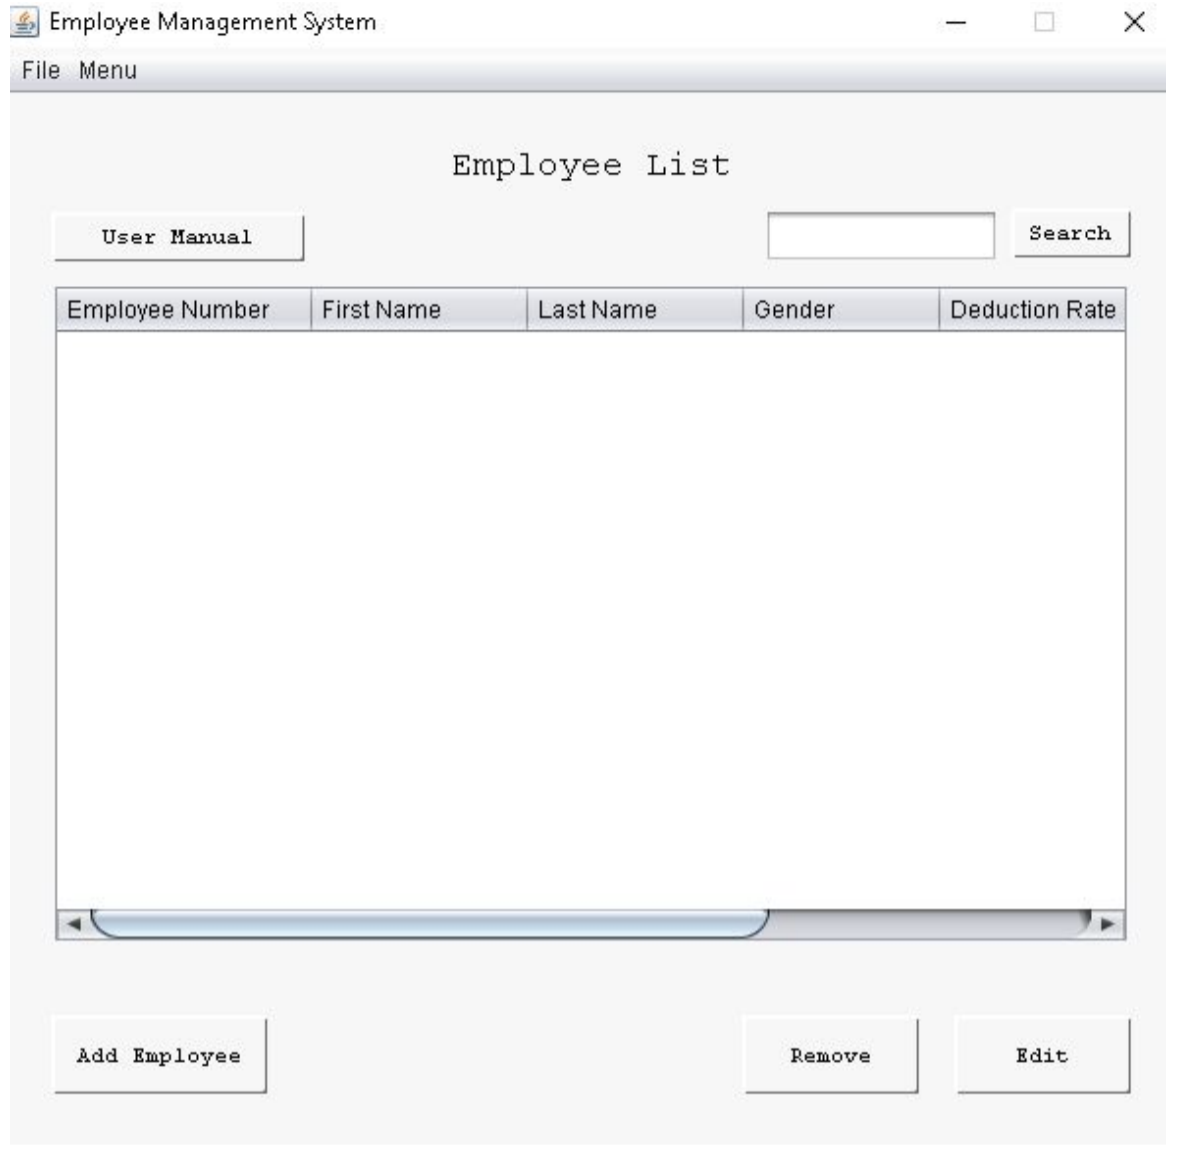 Employee Management System
File Menu
Employee List
User Manual
Search
Employee Number First Name Last Name Gender Deduction Rate
Add Employee Remove Edit